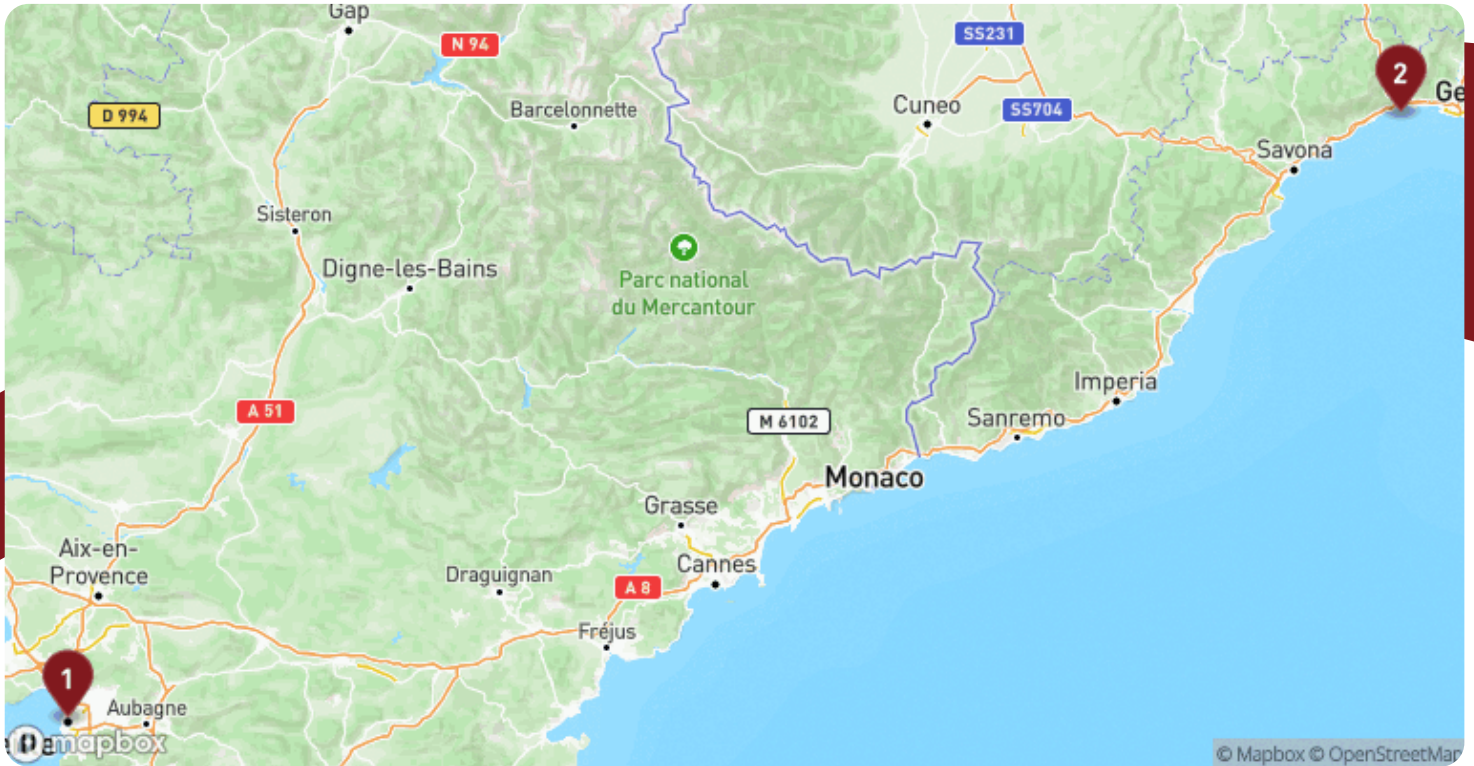 Gap
N 94
SS231
2
Ge
D 994
Barcelonnette
Cuneo
SS704
Savona
Sisteron
Digne-les-Bains
Parc national
du Mercantour
A 51
M 6102
Imperia
Sanremo
Monaco
Grasse
Aix-en-
Provence
Draguignan
A 8
Cannes
Fréjus
1
Aubagne
mapbox
© Mapbox © OpenStreetMap